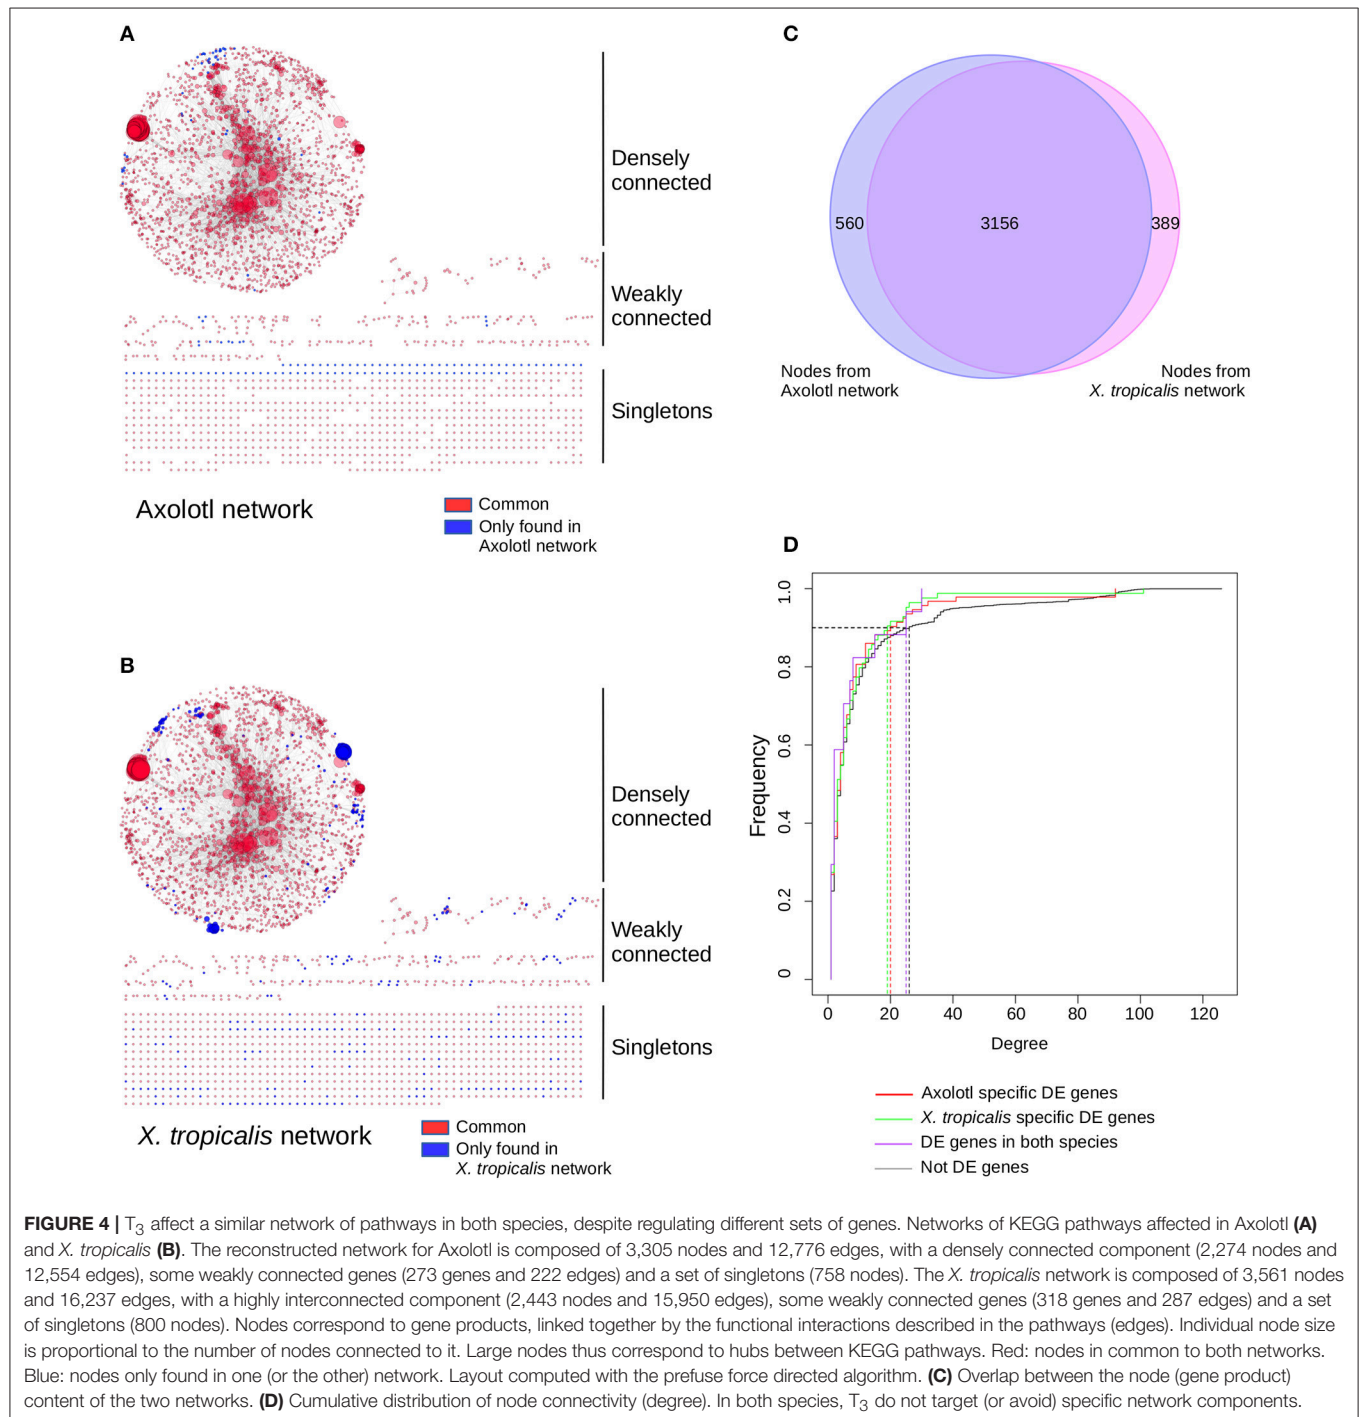 A
Densely
connected
Weakly
connected
Singletons
Axolotl network
Common
Only found in
Axolotl network
B
Densely
connected
Weakly
connected
Singletons
X. tropicalis network
Common
Only found in
X. tropicalis network
C
560
3156
389
Nodes from
Axolotl network
Nodes from
X. tropicalis network
D
Frequency
1.0
0.8
0.6
0.4
0.2
0
0 20 40 60 80 100 120
Degree
Axolotl specific DE genes
X. tropicalis specific DE genes
DE genes in both species
Not DE genes
FIGURE 4 | T3 affect a similar network of pathways in both species, despite regulating different sets of genes. Networks of KEGG pathways affected in Axolotl (A)
and X. tropicalis (B). The reconstructed network for Axolotl is composed of 3,305 nodes and 12,776 edges, with a densely connected component (2,274 nodes and
12,554 edges), some weakly connected genes (273 genes and 222 edges) and a set of singletons (758 nodes). The X. tropicalis network is composed of 3,561 nodes
and 16,237 edges, with a highly interconnected component (2,443 nodes and 15,950 edges), some weakly connected genes (318 genes and 287 edges) and a set
of singletons (800 nodes). Nodes correspond to gene products, linked together by the functional interactions described in the pathways (edges). Individual node size
is proportional to the number of nodes connected to it. Large nodes thus correspond to hubs between KEGG pathways. Red: nodes in common to both networks.
Blue: nodes only found in one (or the other) network. Layout computed with the prefuse force directed algorithm. (C) Overlap between the node (gene product)
content of the two networks. (D) Cumulative distribution of node connectivity (degree). In both species, T3 do not target (or avoid) specific network components.